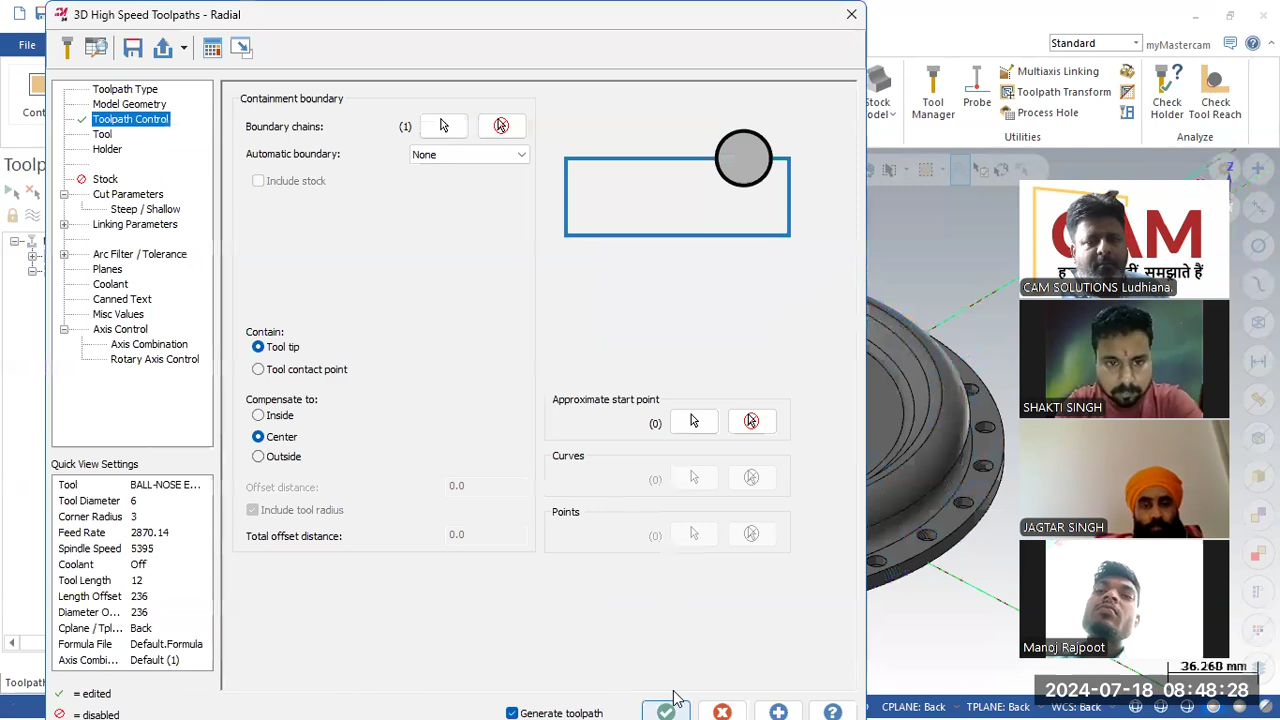 3D High Speed Toolpaths - Radial
File
Standard
myMastercam
Toolpath Type
Model Geometry
Toolpath Control
Tool
Holder
Stock
Cut Parameters
Steep / Shallow
Linking Parameters
Arc Filter / Tolerance
Planes
Coolant
Canned Text
Misc Values
Axis Control
Axis Combination
Rotary Axis Control
Containment boundary
Boundary chains:
(1)
Automatic boundary:
None
Include stock
Contain:
Tool tip
Tool contact point
Compensate to:
Inside
Center
Outside
Offset distance:
0.0
Include tool radius
Total offset distance:
0.0
Approximate start point
(0)
Curves
(0)
Points
(0)
Quick View Settings
Tool BALL-NOSE E...
Tool Diameter 6
Corner Radius 3
Feed Rate 2870.14
Spindle Speed 5395
Coolant Off
Tool Length 12
Length Offset 236
Diameter O... 236
Cplane / Tpl... Back
Formula File Default.Formula
Axis Combi... Default (1)
= edited
= disabled
Generate toolpath
Stock
Model
Tool
Manager
Probe
Multiaxis Linking
Toolpath Transform
Process Hole
Utilities
Check
Holder
Check
Tool Reach
Analyze
Z
CAM
समझाते हैं
CAM SOLUTIONS Ludhiana.
SHAKTI SINGH
JAGTAR SINGH
Manoj Rajpoot
36.268 mm
2024-07-18 08:48:28
CPLANE: Back
TPLANE: Back
WCS: Back